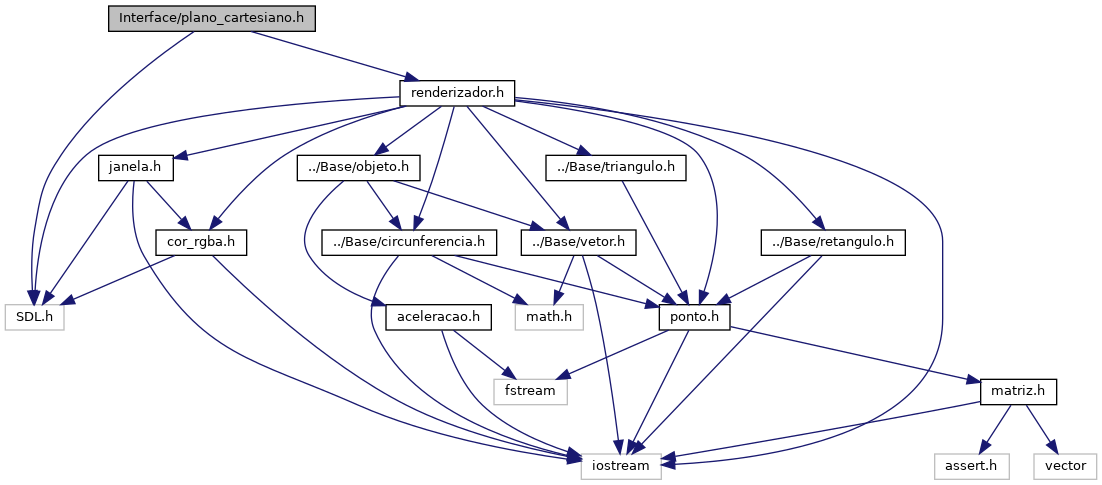 Interface/plano_cartesiano.h
renderizador.h
janela.h
../Base/objeto.h
../Base/triangulo.h
cor_rgba.h
../Base/circunferencia.h
../Base/vetor.h
../Base/retangulo.h
SDL.h
aceleracao.h
math.h
ponto.h
fstream
matriz.h
iostream
assert.h
vector